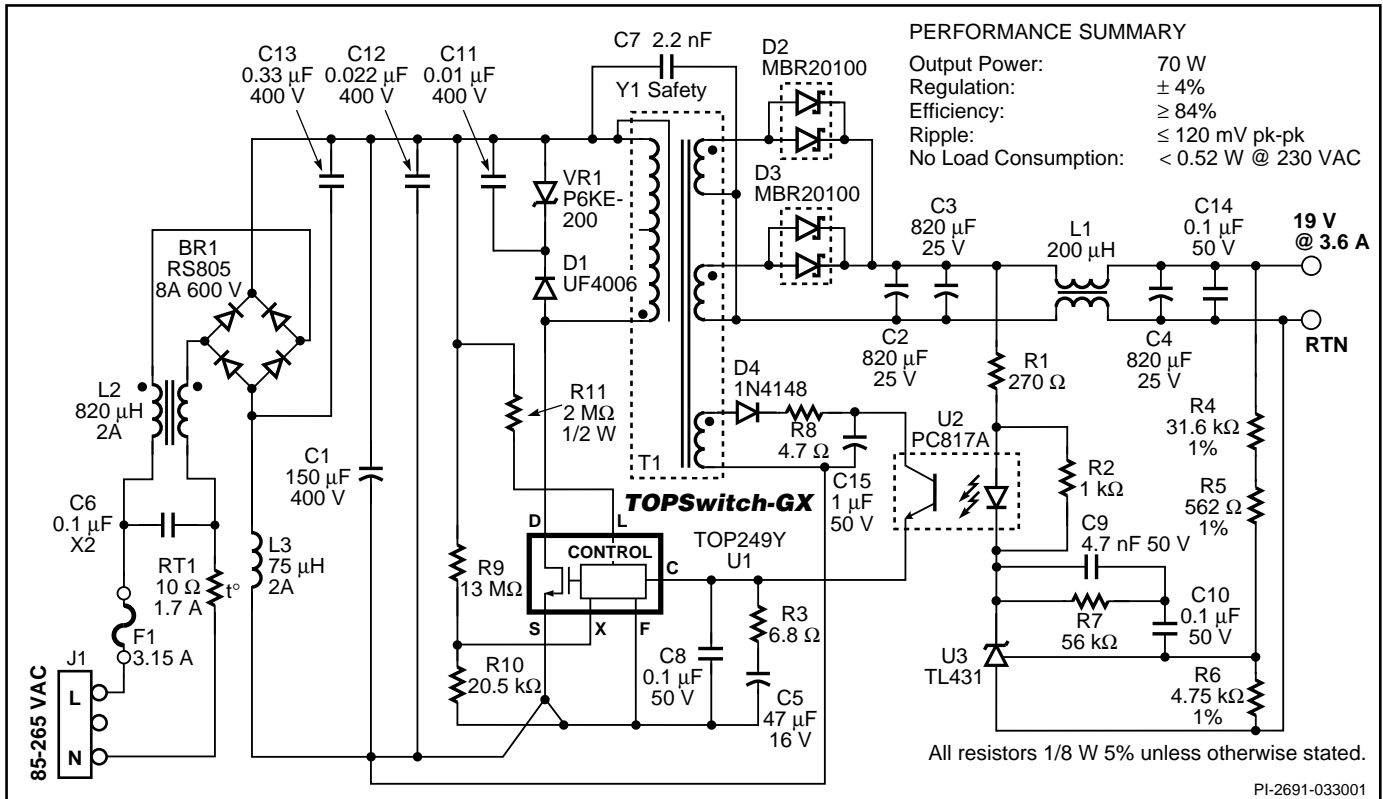 PERFORMANCE SUMMARY
Output Power: 70 W
Regulation: ± 4%
Efficiency: ≥ 84%
Ripple: ≤ 120 mV pk-pk
No Load Consumption: < 0.52 W @ 230 VAC
C13
0.33 µF
400 V
C12
0.022 µF
400 V
C11
0.01 µF
400 V
C7 2.2 nF
Y1 Safety
D2
MBR20100
D3
MBR20100
VR1
P6KE-
200
D1
UF4006
BR1
RS805
8A 600 V
C3
820 µF
25 V
L1
200 µH
C14
0.1 µF
50 V
19 V
@ 3.6 A
RTN
C2
820 µF
25 V
C4
820 µF
25 V
R1
270 Ω
L2
820 µH
2A
R11
2 MΩ
1/2 W
D4
1N4148
R8
4.7 Ω
U2
PC817A
R4
31.6 kΩ
1%
C1
150 µF
400 V
T1
TOPSwitch-GX
C15
1 µF
50 V
R2
1 kΩ
R5
562 Ω
1%
C6
0.1 µF
X2
D
L
CONTROL
C
S
X
F
TOP249Y
U1
C9
4.7 nF 50 V
RT1
10 Ω
1.7 A
t°
L3
75 µH
2A
R9
13 MΩ
R3
6.8 Ω
R7
56 kΩ
C10
0.1 µF
50 V
F1
3.15 A
R10
20.5 kΩ
C8
0.1 µF
50 V
C5
47 µF
16 V
U3
TL431
R6
4.75 kΩ
1%
J1
L
N
85-265 VAC
All resistors 1/8 W 5% unless otherwise stated.
PI-2691-033001